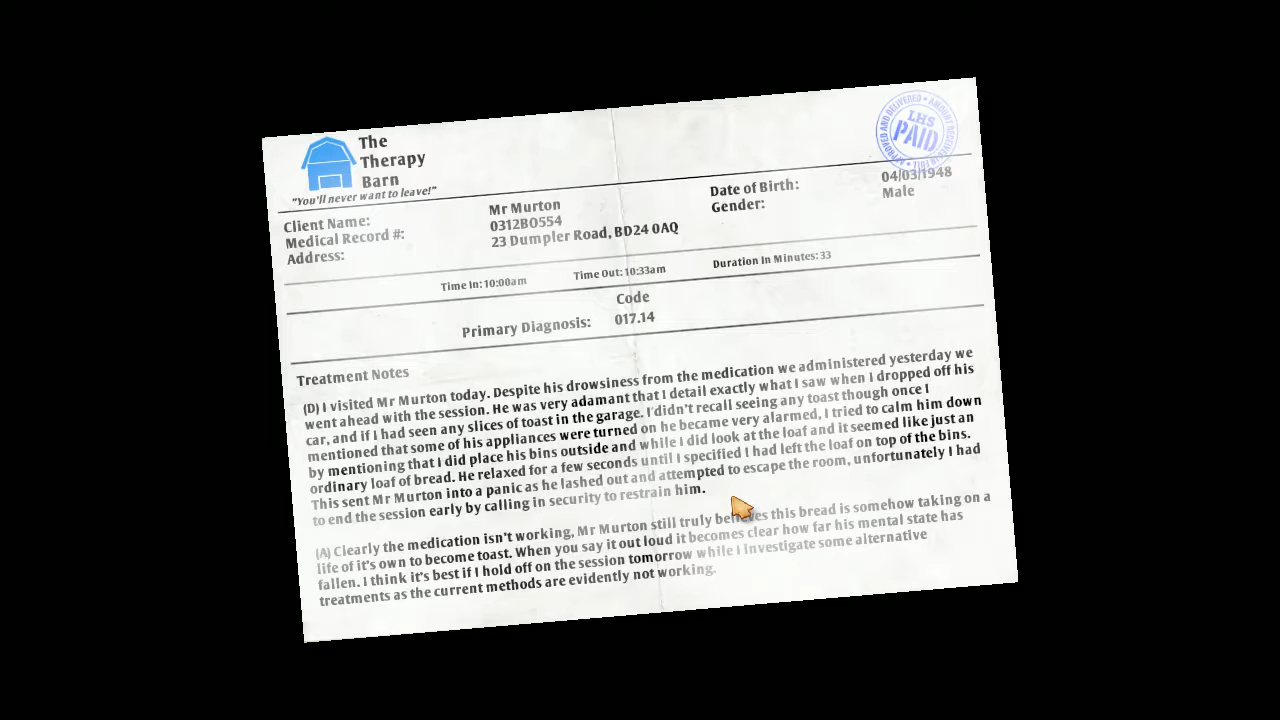 The
Therapy
Barn
"You'll never want to leave!"
APPROVED AND DELIVERED • AMOUNT RECEIVED IN FULL •
LHS
PAID
Client Name: Mr Murton Date of Birth: 04/03/1948
Medical Record #: 0312BO554 Gender: Male
Address: 23 Dumpler Road, BD24 0AQ
Time In: 10:00am Time Out: 10:33am Duration in Minutes: 33
Code
Primary Diagnosis: 017.14
Treatment Notes
(D) I visited Mr Murton today. Despite his drowsiness from the medication we administered yesterday we
went ahead with the session. He was very adamant that I detail exactly what I saw when I dropped off his
car, and if I had seen any slices of toast in the garage. I didn't recall seeing any toast though once I
mentioned that some of his appliances were turned on he became very alarmed, I tried to calm him down
by mentioning that I did place his bins outside and while I did look at the loaf and it seemed like just an
ordinary loaf of bread. He relaxed for a few seconds until I specified I had left the loaf on top of the bins.
This sent Mr Murton into a panic as he lashed out and attempted to escape the room, unfortunately I had
to end the session early by calling in security to restrain him.
(A) Clearly the medication isn't working, Mr Murton still truly believes this bread is somehow taking on a
life of it's own to become toast. When you say it out loud it becomes clear how far his mental state has
fallen. I think it's best if I hold off on the session tomorrow while I investigate some alternative
treatments as the current methods are evidently not working.